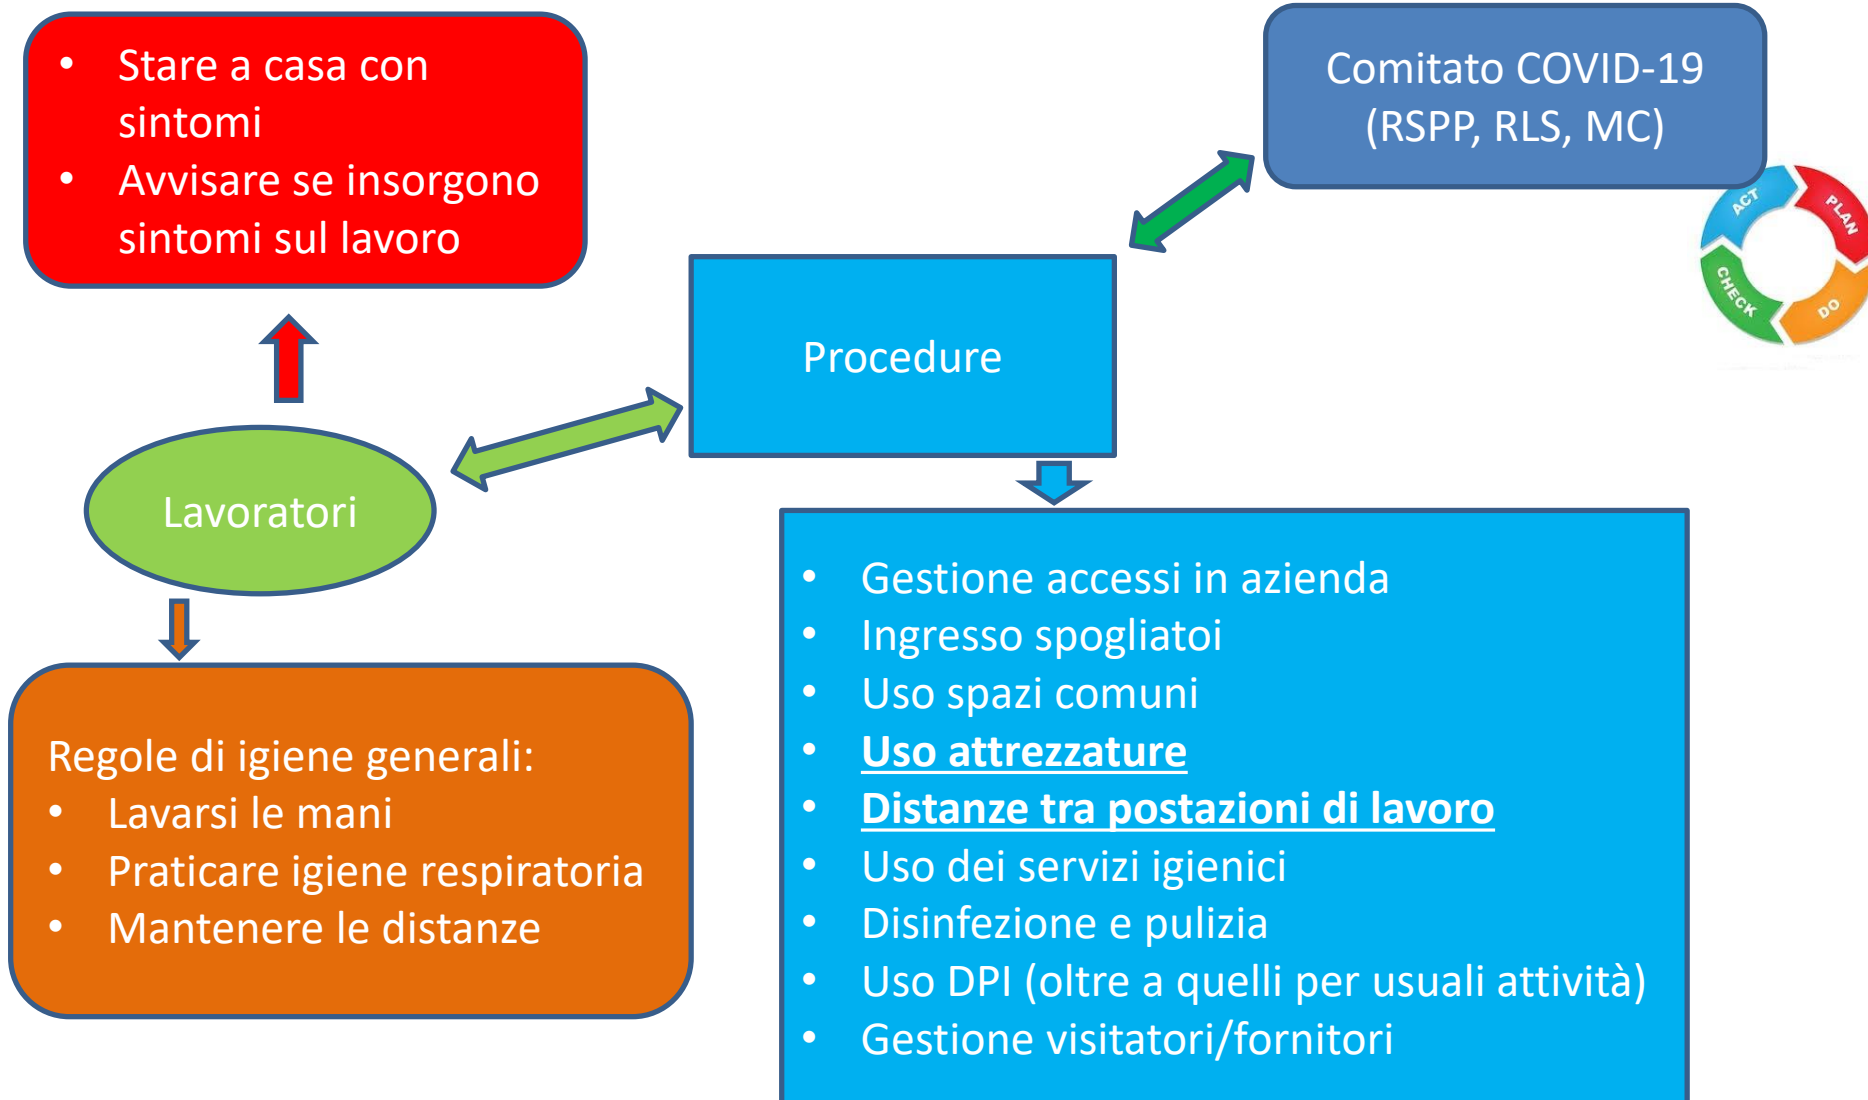 • Stare a casa con
sintomi
• Avvisare se insorgono
sintomi sul lavoro
Comitato COVID-19
(RSPP, RLS, MC)
ACT
PLAN
CHECK
DO
Procedure
Lavoratori
Regole di igiene generali:
• Lavarsi le mani
• Praticare igiene respiratoria
• Mantenere le distanze
• Gestione accessi in azienda
• Ingresso spogliatoi
• Uso spazi comuni
• Uso attrezzature
• Distanze tra postazioni di lavoro
• Uso dei servizi igienici
• Disinfezione e pulizia
• Uso DPI (oltre a quelli per usuali attività)
• Gestione visitatori/fornitori